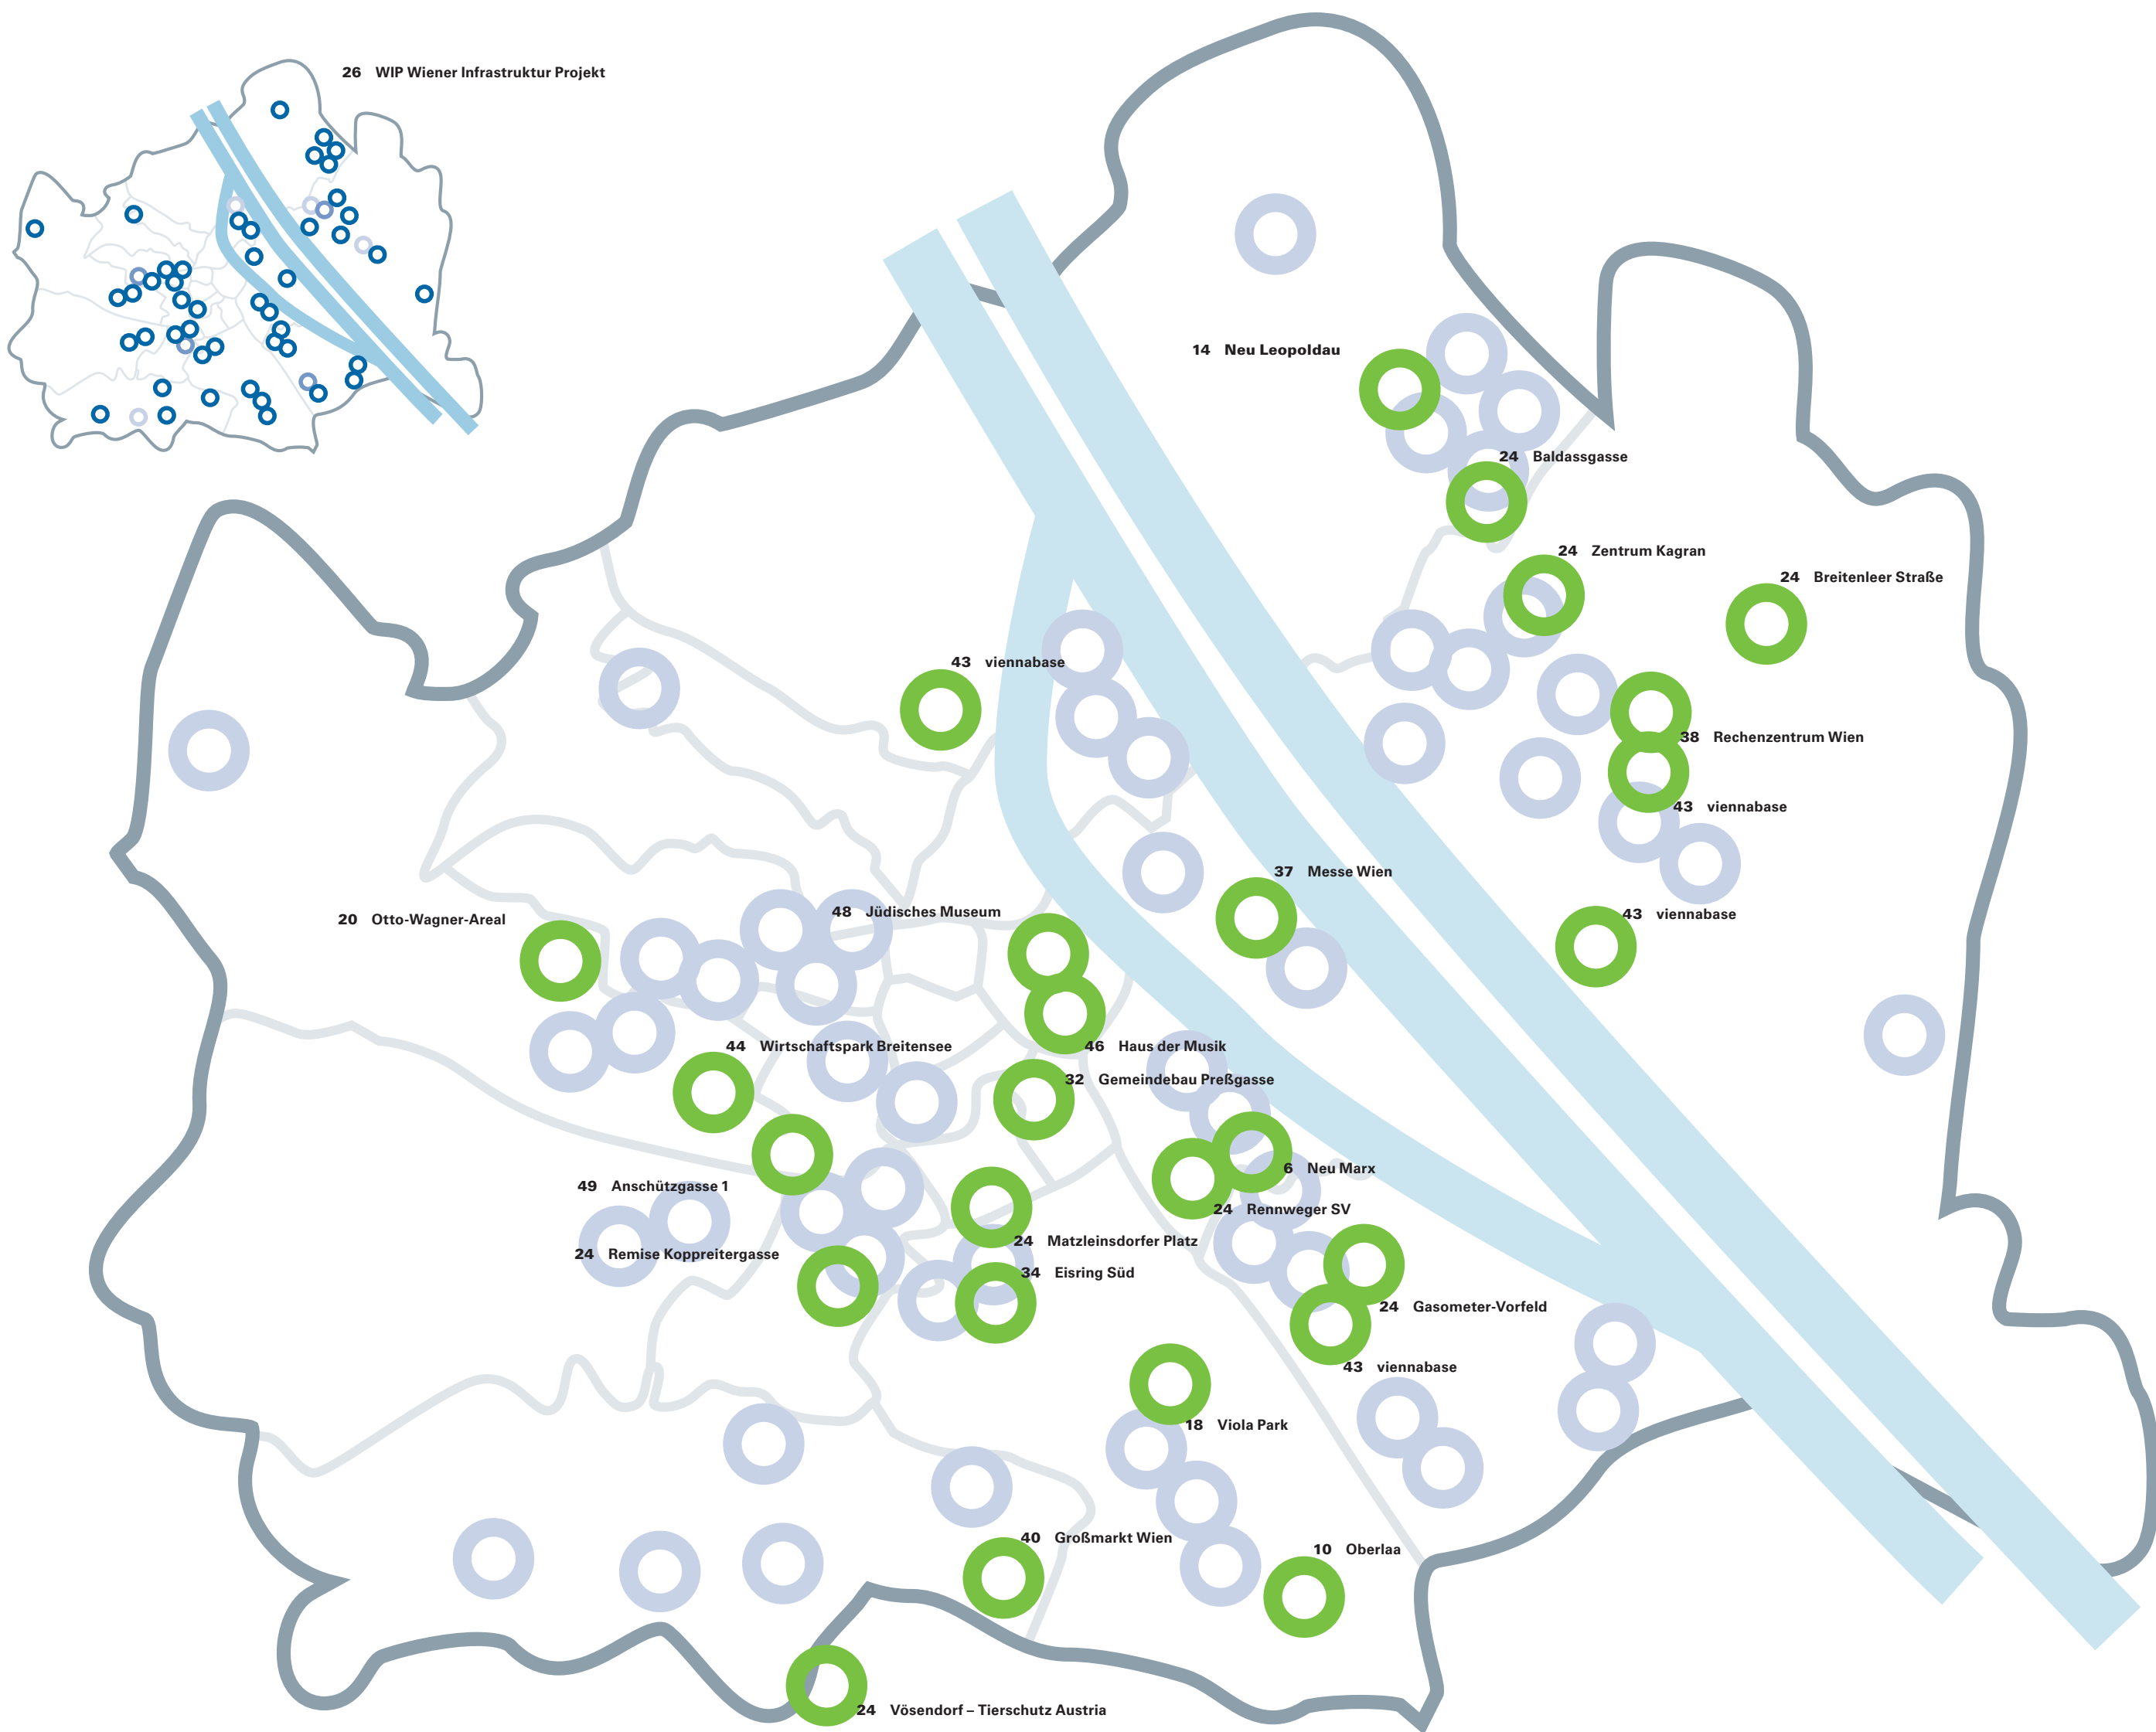 26 WIP Wiener Infrastruktur Projekt
14 Neu Leopoldau
24 Baldassgasse
24 Zentrum Kagran
24 Breitenleer Straße
43 viennabase
38 Rechenzentrum Wien
43 viennabase
37 Messe Wien
48 Jüdisches Museum
43 viennabase
20 Otto-Wagner-Areal
44 Wirtschaftspark Breitensee
46 Haus der Musik
32 Gemeindebau Preßgasse
6 Neu Marx
49 Anschützgasse 1
24 Rennweger SV
24 Matzleinsdorfer Platz
24 Remise Koppreitergasse
34 Eisring Süd
24 Gasometer-Vorfeld
43 viennabase
18 Viola Park
40 Großmarkt Wien
10 Oberlaa
24 Vösendorf – Tierschutz Austria